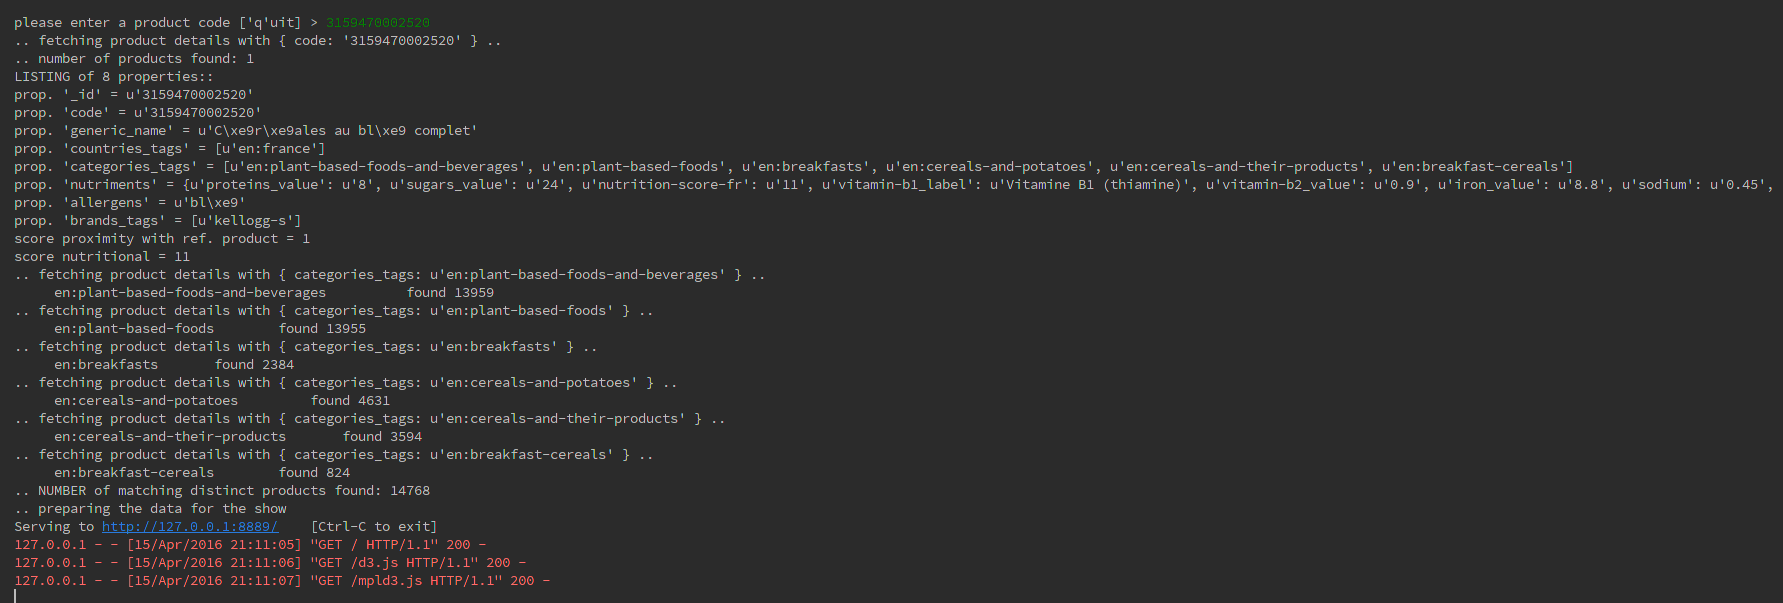 please enter a product code ['q'uit] > 3159470002520
.. fetching product details with { code: '3159470002520' } ..
.. number of products found: 1
LISTING of 8 properties::
prop. '_id' = u'3159470002520'
prop. 'code' = u'3159470002520'
prop. 'generic_name' = u'C\xe9r\xe9ales au bl\xe9 complet'
prop. 'countries_tags' = [u'en:france']
prop. 'categories_tags' = [u'en:plant-based-foods-and-beverages', u'en:plant-based-foods', u'en:breakfasts', u'en:cereals-and-potatoes', u'en:cereals-and-their-products', u'en:breakfast-cereals']
prop. 'nutriments' = {u'proteins_value': u'8', u'sugars_value': u'24', u'nutrition-score-fr': u'11', u'vitamin-b1_label': u'Vitamine B1 (thiamine)', u'vitamin-b2_value': u'0.9', u'iron_value': u'8.8', u'sodium': u'0.45',
prop. 'allergens' = u'bl\xe9'
prop. 'brands_tags' = [u'kellogg-s']
score proximity with ref. product = 1
score nutritional = 11
.. fetching product details with { categories_tags: u'en:plant-based-foods-and-beverages' } ..
en:plant-based-foods-and-beverages found 13959
.. fetching product details with { categories_tags: u'en:plant-based-foods' } ..
en:plant-based-foods found 13955
.. fetching product details with { categories_tags: u'en:breakfasts' } ..
en:breakfasts found 2384
.. fetching product details with { categories_tags: u'en:cereals-and-potatoes' } ..
en:cereals-and-potatoes found 4631
.. fetching product details with { categories_tags: u'en:cereals-and-their-products' } ..
en:cereals-and-their-products found 3594
.. fetching product details with { categories_tags: u'en:breakfast-cereals' } ..
en:breakfast-cereals found 824
.. NUMBER of matching distinct products found: 14768
.. preparing the data for the show
Serving to http://127.0.0.1:8889/ [Ctrl-C to exit]
127.0.0.1 - - [15/Apr/2016 21:11:05] "GET / HTTP/1.1" 200 -
127.0.0.1 - - [15/Apr/2016 21:11:06] "GET /d3.js HTTP/1.1" 200 -
127.0.0.1 - - [15/Apr/2016 21:11:07] "GET /mpld3.js HTTP/1.1" 200 -